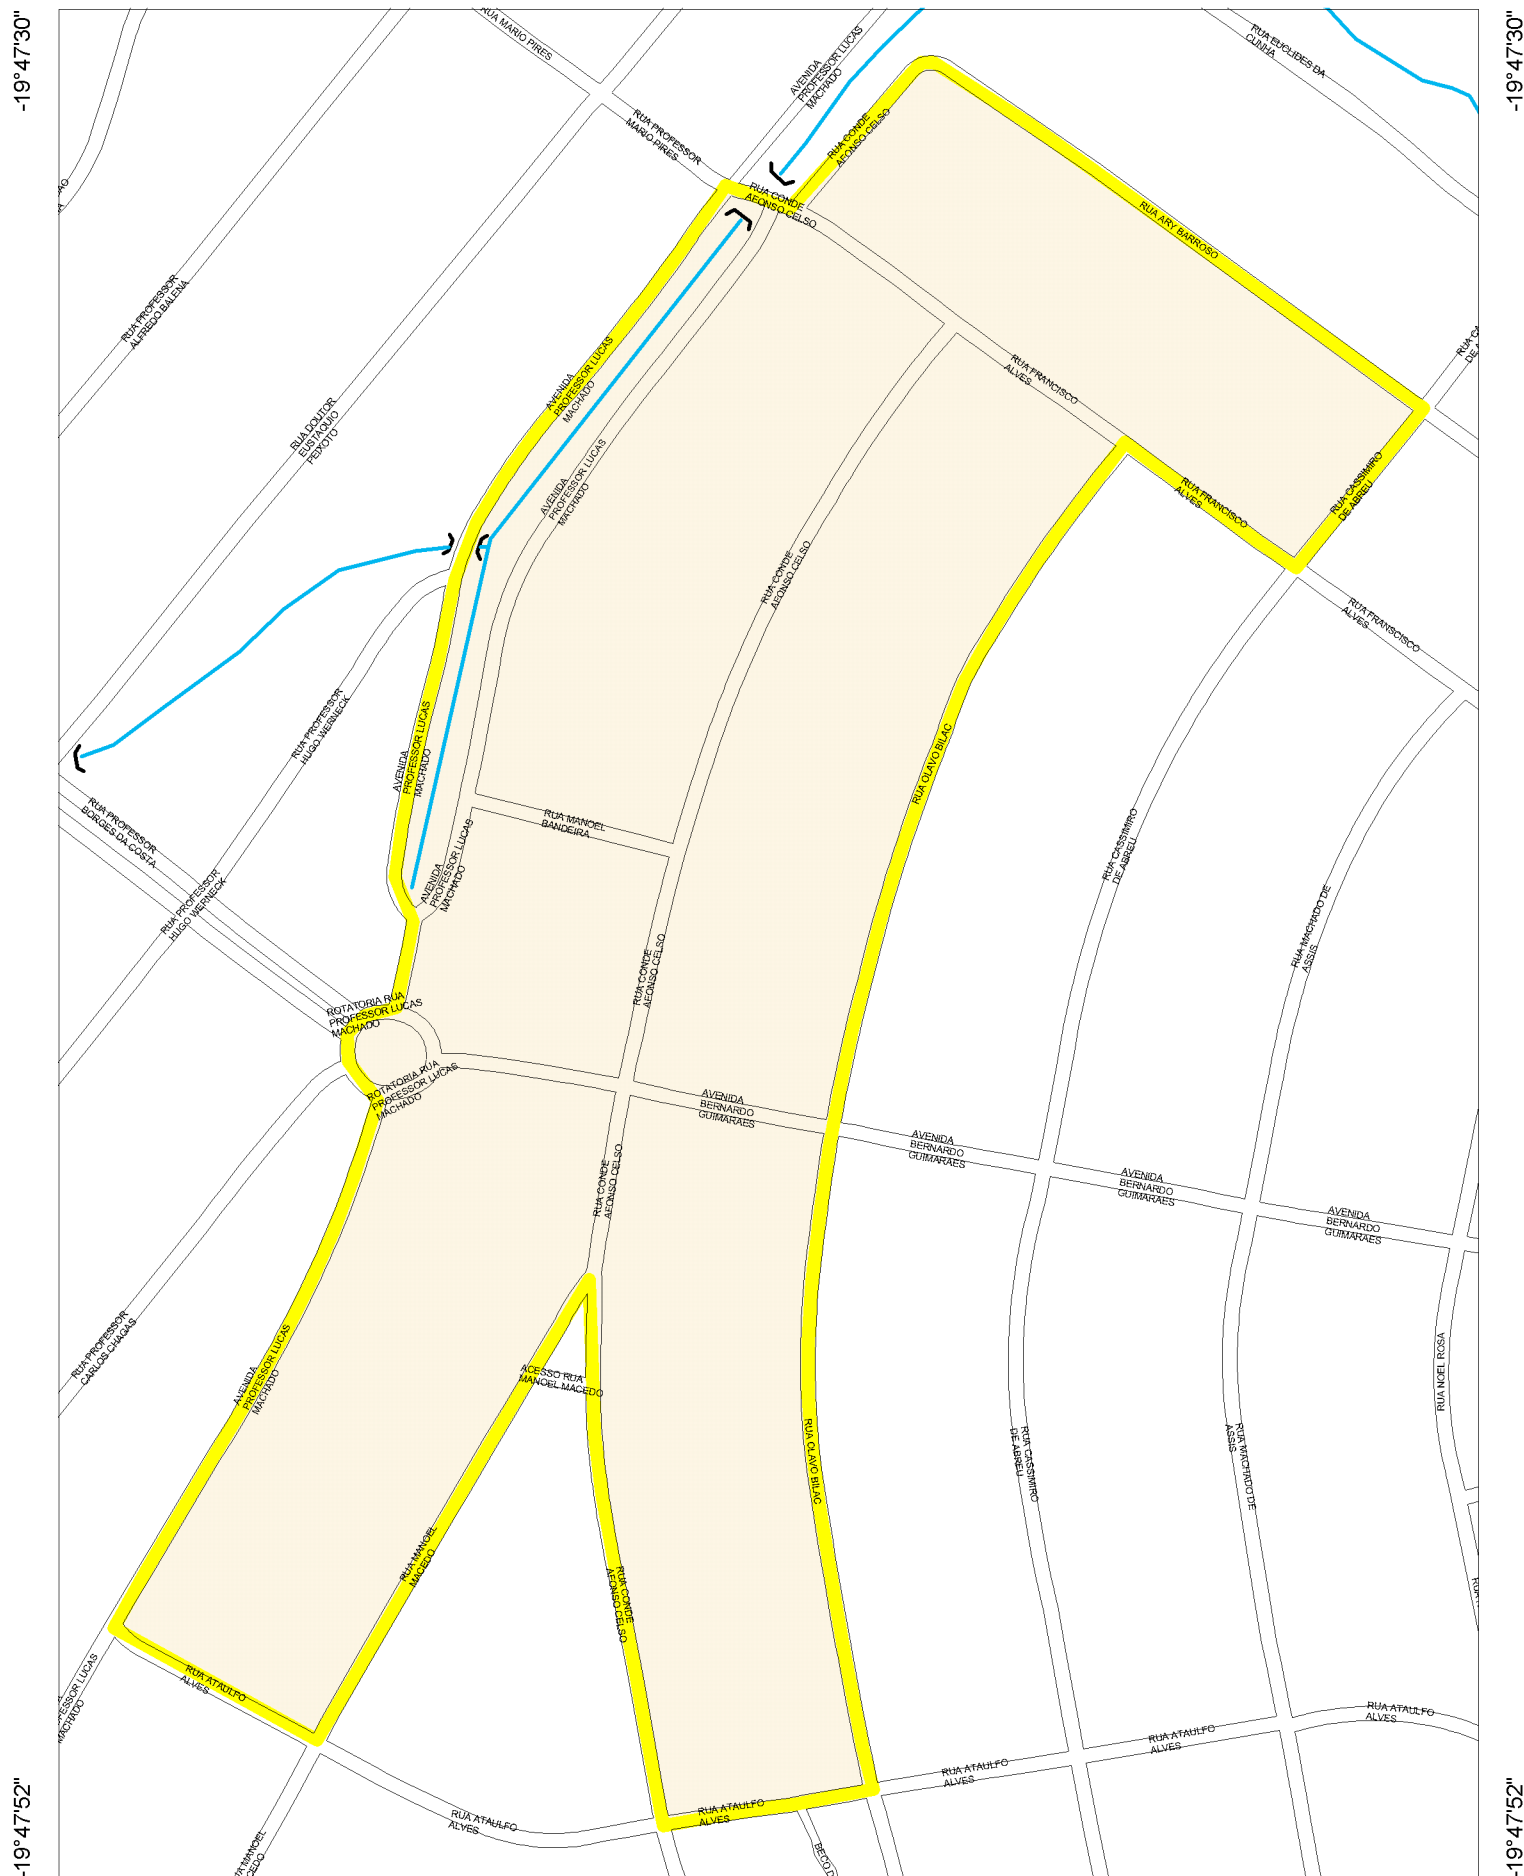 -19°47'30"
-19°47'30"
RUA MARIO PIRES
AVENIDA
PROFESSOR LUCAS
MACHADO
RUA EUCLIDES DA
CUNHA
RUA PROFESSOR
MARIO PIRES
RUA CONDE
AFONSO CELSO
RUA CONDE
AFONSO CELSO
RUA ARY BARROSO
RUA PROFESSOR
ALFREDO BALENA
AVENIDA
PROFESSOR LUCAS
MACHADO
RUA FRANCISCO
ALVES
RUA DOUTOR
EUSTAQUIO
PEIXOTO
AVENIDA
PROFESSOR LUCAS
MACHADO
RUA FRANCISCO
ALVES
RUA CASSIMIRO
DE ABREU
RUA CONDE
AFONSO CELSO
RUA FRANSCISCO
ALVES
RUA PROFESSOR
HUGO WERNECK
AVENIDA
PROFESSOR LUCAS
MACHADO
RUA OLAVO BILAC
RUA PROFESSOR
BORGES DA COSTA
RUA MANOEL
BANDEIRA
RUA CASSIMIRO
DE ABREU
AVENIDA
PROFESSOR LUCAS
MACHADO
RUA PROFESSOR
HUGO WERNECK
RUA MACHADO DE
ASSIS
RUA CONDE
AFONSO CELSO
ROTATORIA RUA
PROFESSOR LUCAS
MACHADO
ROTATORIA RUA
PROFESSOR LUCAS
MACHADO
AVENIDA
BERNARDO
GUIMARAES
AVENIDA
BERNARDO
GUIMARAES
AVENIDA
BERNARDO
GUIMARAES
AVENIDA
BERNARDO
GUIMARAES
RUA CONDE
AFONSO CELSO
RUA PROFESSOR
CARLOS CHAGAS
AVENIDA
PROFESSOR LUCAS
MACHADO
ACESSO RUA
MANOEL MACEDO
RUA NOEL ROSA
RUA OLAVO BILAC
RUA CASSIMIRO
DE ABREU
RUA MACHADO DE
ASSIS
RUA MANOEL
MACEDO
RUA CONDE
AFONSO CELSO
RUA ATAULFO
ALVES
FESSOR LUCAS
MACHADO
RUA ATAULFO
ALVES
RUA ATAULFO
ALVES
RUA ATAULFO
ALVES
RUA ATAULFO
ALVES
RUA ATAULFO
ALVES
BECO D
A MANOEL
CEDO
-19°47'52"
-19°47'52"